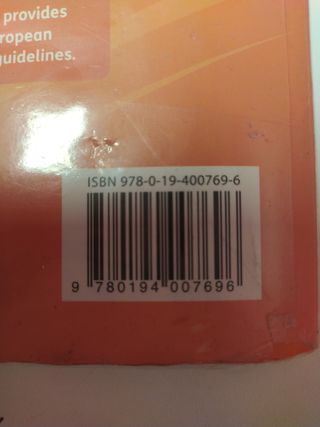 provides
ropean
guidelines.
ISBN 978-0-19-400769-6
9 780194 007696